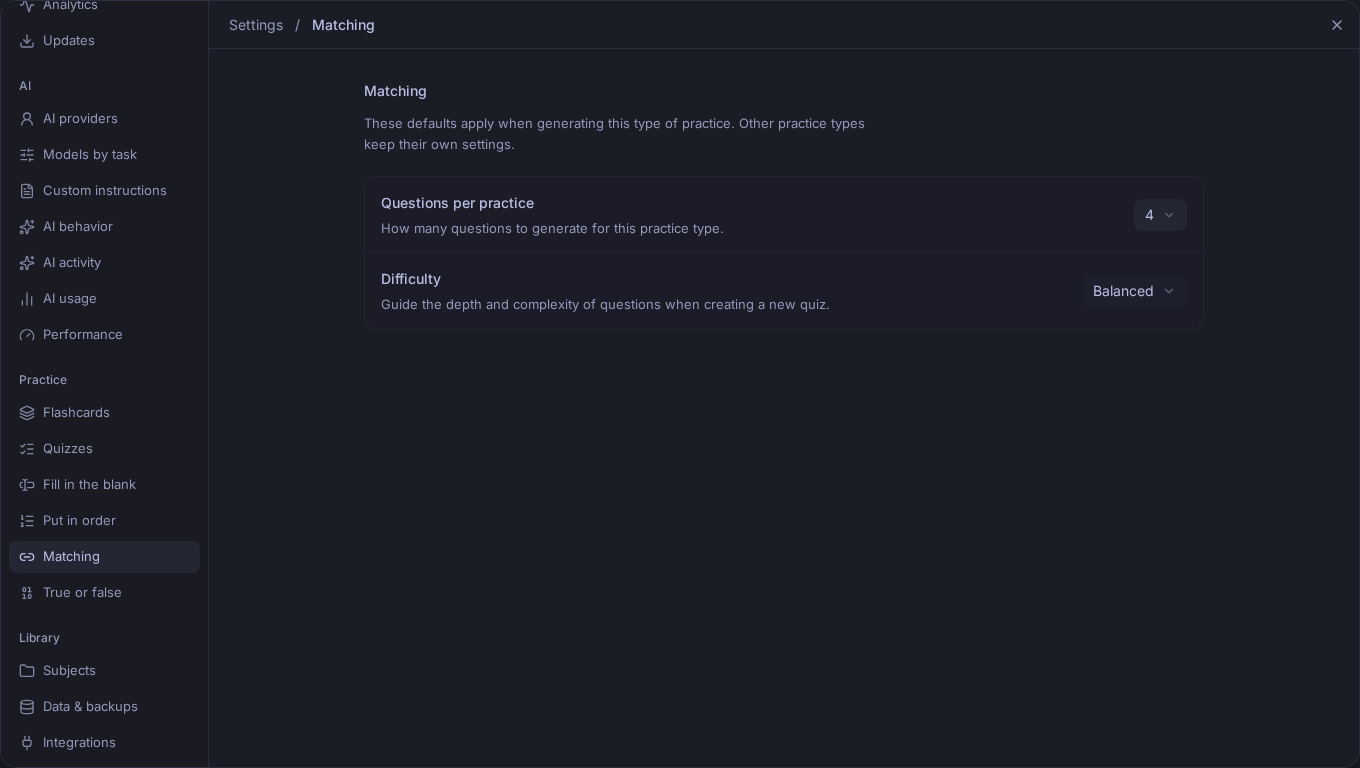 Analytics
Updates
AI
AI providers
Models by task
Custom instructions
AI behavior
AI activity
AI usage
Performance
Practice
Flashcards
Quizzes
Fill in the blank
Put in order
Matching
True or false
Library
Subjects
Data & backups
Integrations
Settings / Matching
Matching
These defaults apply when generating this type of practice. Other practice types
keep their own settings.
Questions per practice
How many questions to generate for this practice type.
4
Difficulty
Guide the depth and complexity of questions when creating a new quiz.
Balanced